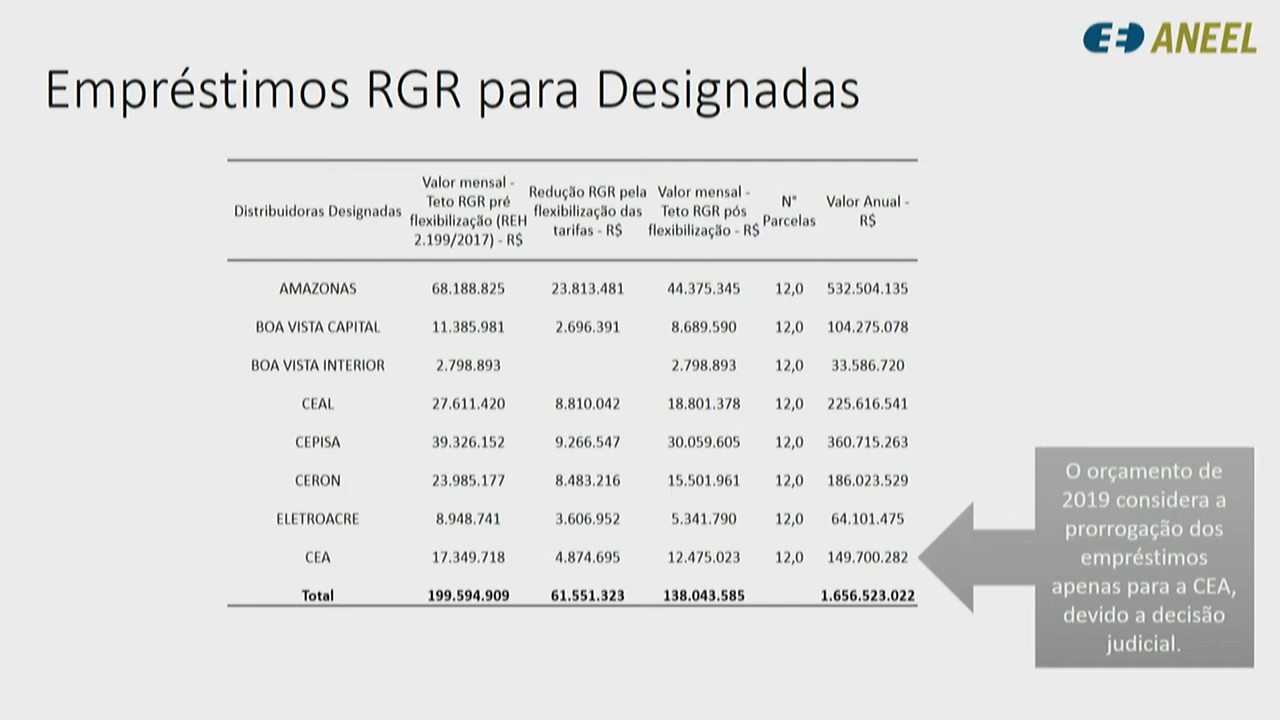 ANEEL
Empréstimos RGR para Designadas
Distribuidoras Designadas
Valor mensal -
Teto RGR pré
flexibilização (REH
2.199/2017) - R$
Redução RGR pela
flexibilização das
tarifas - R$
Valor mensal -
Teto RGR pós
flexibilização - R$
N°
Parcelas
Valor Anual -
R$
AMAZONAS 68.188.825 23.813.481 44.375.345 12,0 532.504.135
BOA VISTA CAPITAL 11.385.981 2.696.391 8.689.590 12,0 104.275.078
BOA VISTA INTERIOR 2.798.893 2.798.893 12,0 33.586.720
CEAL 27.611.420 8.810.042 18.801.378 12,0 225.616.541
CEPISA 39.326.152 9.266.547 30.059.605 12,0 360.715.263
CERON 23.985.177 8.483.216 15.501.961 12,0 186.023.529
ELETROACRE 8.948.741 3.606.952 5.341.790 12,0 64.101.475
CEA 17.349.718 4.874.695 12.475.023 12,0 149.700.282
Total 199.594.909 61.551.323 138.043.585 1.656.523.022
O orçamento de
2019 considera a
prorrogação dos
empréstimos
apenas para a CEA,
devido a decisão
judicial.